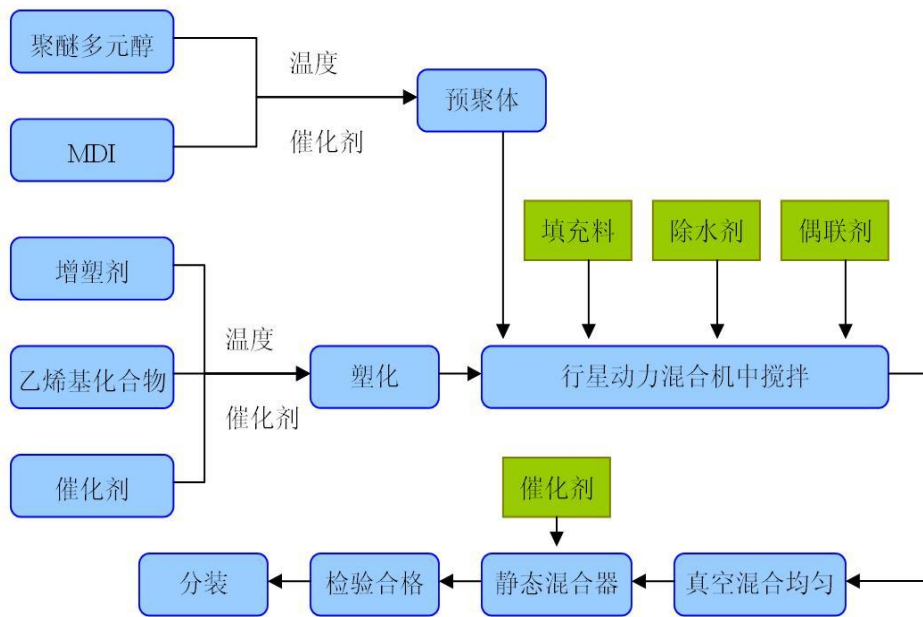 聚醚多元醇
温度
预聚体
MDI
催化剂
填充料
除水剂
偶联剂
增塑剂
温度
乙烯基化合物
塑化
行星动力混合机中搅拌
催化剂
催化剂
催化剂
分装
检验合格
静态混合器
真空混合均匀